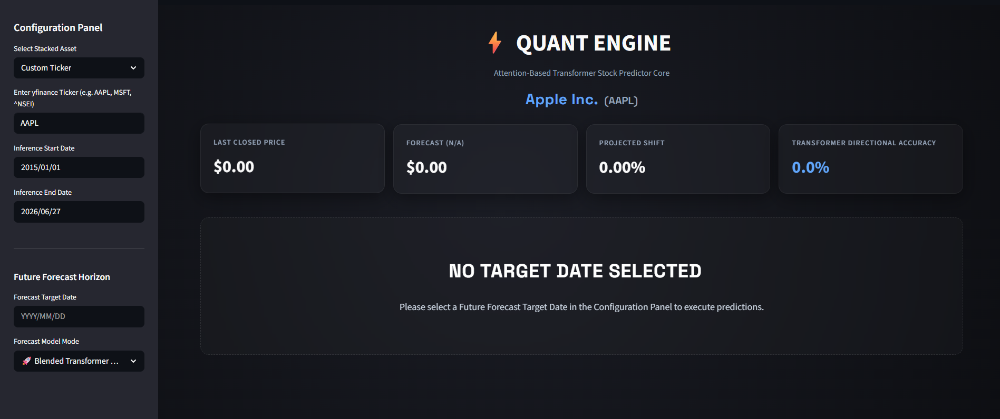 Configuration Panel
Select Stacked Asset
Custom Ticker
Enter yfinance Ticker (e.g. AAPL, MSFT,
^NSEI)
AAPL
Inference Start Date
2015/01/01
Inference End Date
2026/06/27
Future Forecast Horizon
Forecast Target Date
YYYY/MM/DD
Forecast Model Mode
🚀 Blended Transformer ...
⚡ QUANT ENGINE
Attention-Based Transformer Stock Predictor Core
Apple Inc. (AAPL)
LAST CLOSED PRICE
$0.00
FORECAST (N/A)
$0.00
PROJECTED SHIFT
0.00%
TRANSFORMER DIRECTIONAL ACCURACY
0.0%
NO TARGET DATE SELECTED
Please select a Future Forecast Target Date in the Configuration Panel to execute predictions.